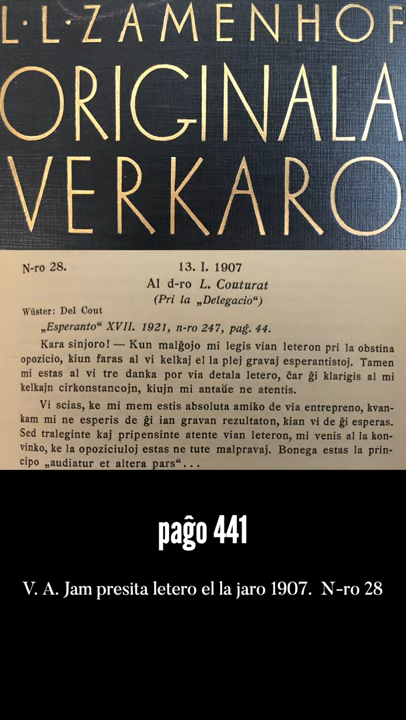 L·L·ZAMENHOF
ORIGINALA
VERKARO
N-ro 28.
13. I. 1907
Al d-ro L. Couturat
(Pri la „Delegacio“)
Wüster: Del Cout
„Esperanto“ XVII. 1921, n-ro 247, paĝ. 44.
Kara sinjoro! — Kun malĝojo mi legis vian leteron pri la obstina
opozicio, kiun faras al vi kelkaj el la plej gravaj esperantistoj. Tamen
mi estas al vi tre danka por via detala letero, ĉar ĝi klarigis al mi
kelkajn cirkonstancojn, kiujn mi antaŭe ne atentis.
Vi scias, ke mi mem estis absoluta amiko de via entrepreno, kvan-
kam mi ne esperis de ĝi ian gravan rezultaton, kian vi de ĝi esperas.
Sed traleginte kaj pripensinte atente vian leteron, mi venis al la kon-
vinko, ke la opoziciuloj estas ne tute malpravaj. Bonega estas la prin-
cipo „audiatur et altera pars“...
paĝo 441
V. A. Jam presita letero el la jaro 1907. N-ro 28